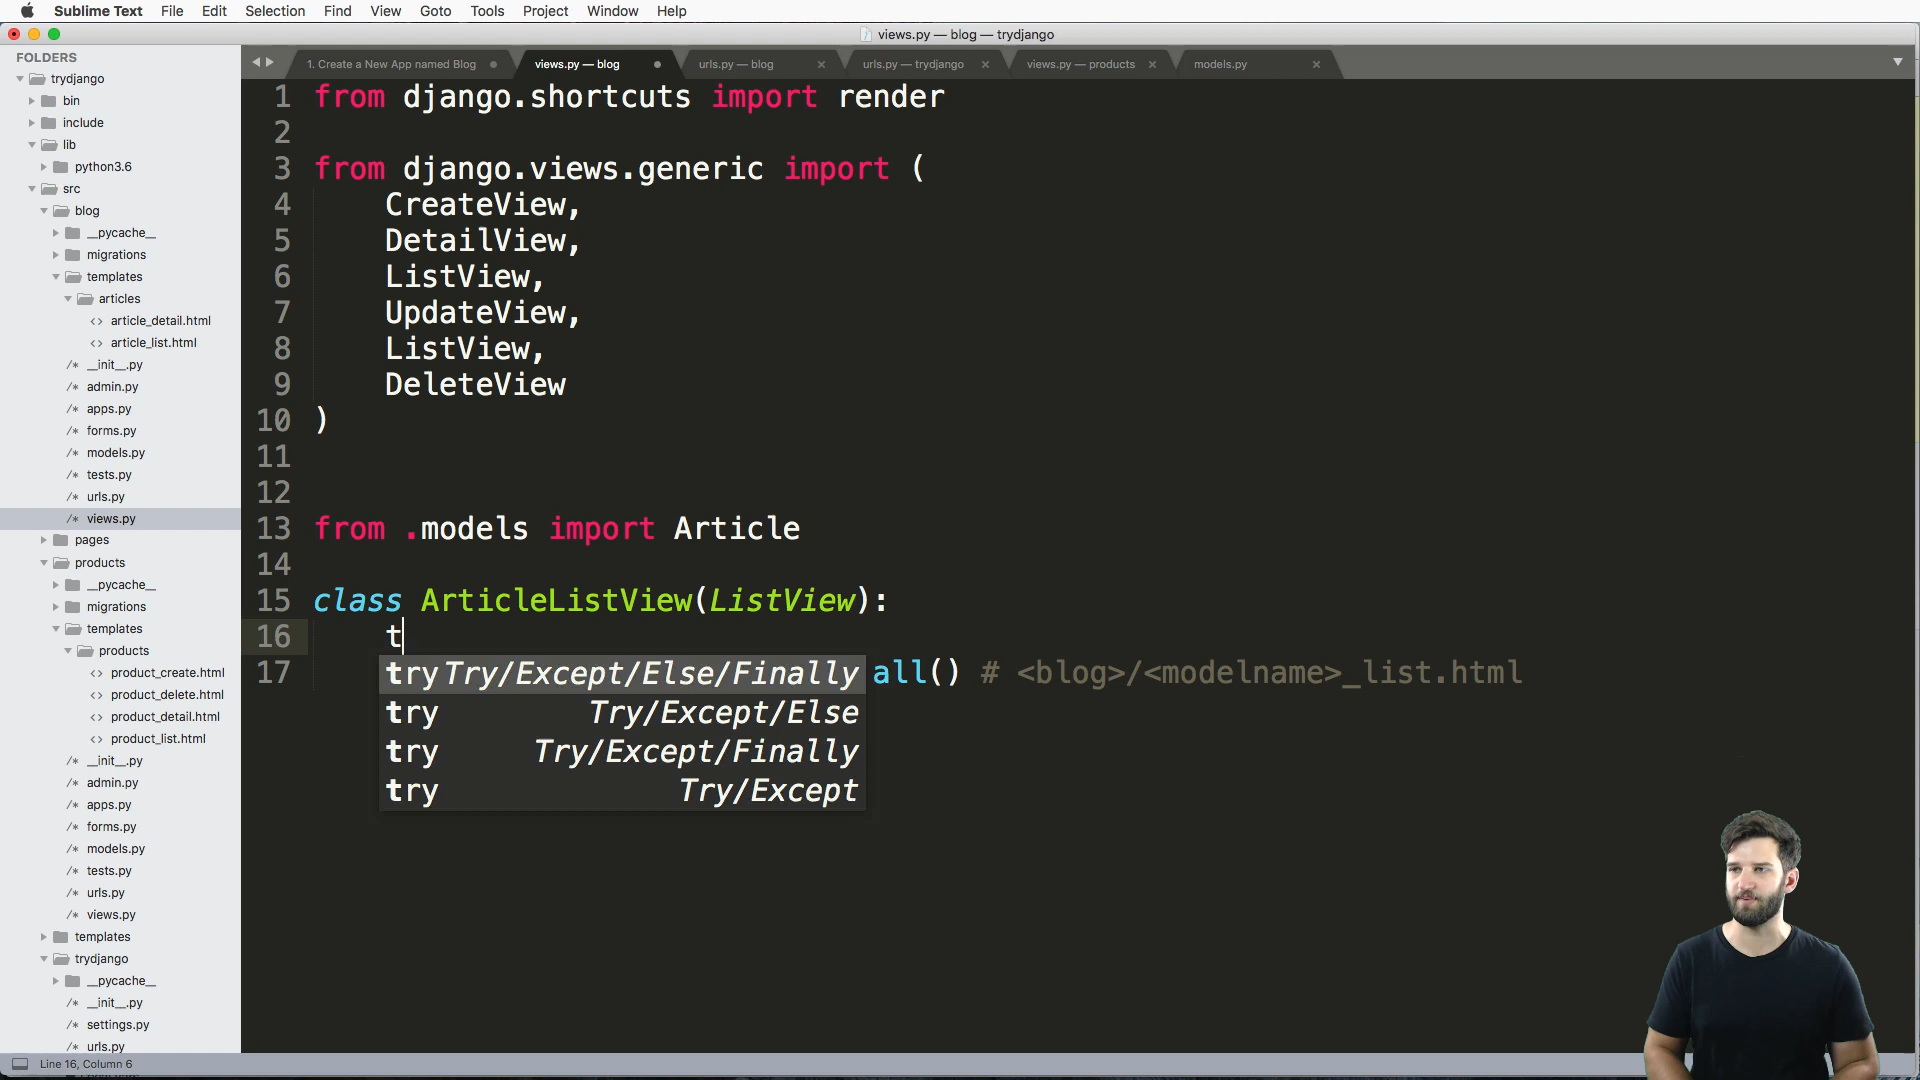 Sublime Text File Edit Selection Find View Goto Tools Project Window Help
views.py — blog — trydjango
FOLDERS
trydjango
bin
include
lib
python3.6
src
blog
__pycache__
migrations
templates
articles
article_detail.html
article_list.html
__init__.py
admin.py
apps.py
forms.py
models.py
tests.py
urls.py
views.py
pages
products
__pycache__
migrations
templates
products
product_create.html
product_delete.html
product_detail.html
product_list.html
__init__.py
admin.py
apps.py
forms.py
models.py
tests.py
urls.py
views.py
templates
trydjango
__pycache__
__init__.py
settings.py
urls.py
1. Create a New App named Blog views.py — blog urls.py — blog urls.py — trydjango views.py — products models.py
1 from django.shortcuts import render
2
3 from django.views.generic import (
4 CreateView,
5 DetailView,
6 ListView,
7 UpdateView,
8 ListView,
9 DeleteView
10 )
11
12
13 from .models import Article
14
15 class ArticleListView(ListView):
16 t
17 all() # <blog>/<modelname>_list.html
try Try/Except/Else/Finally
try Try/Except/Else
try Try/Except/Finally
try Try/Except
Line 16, Column 6